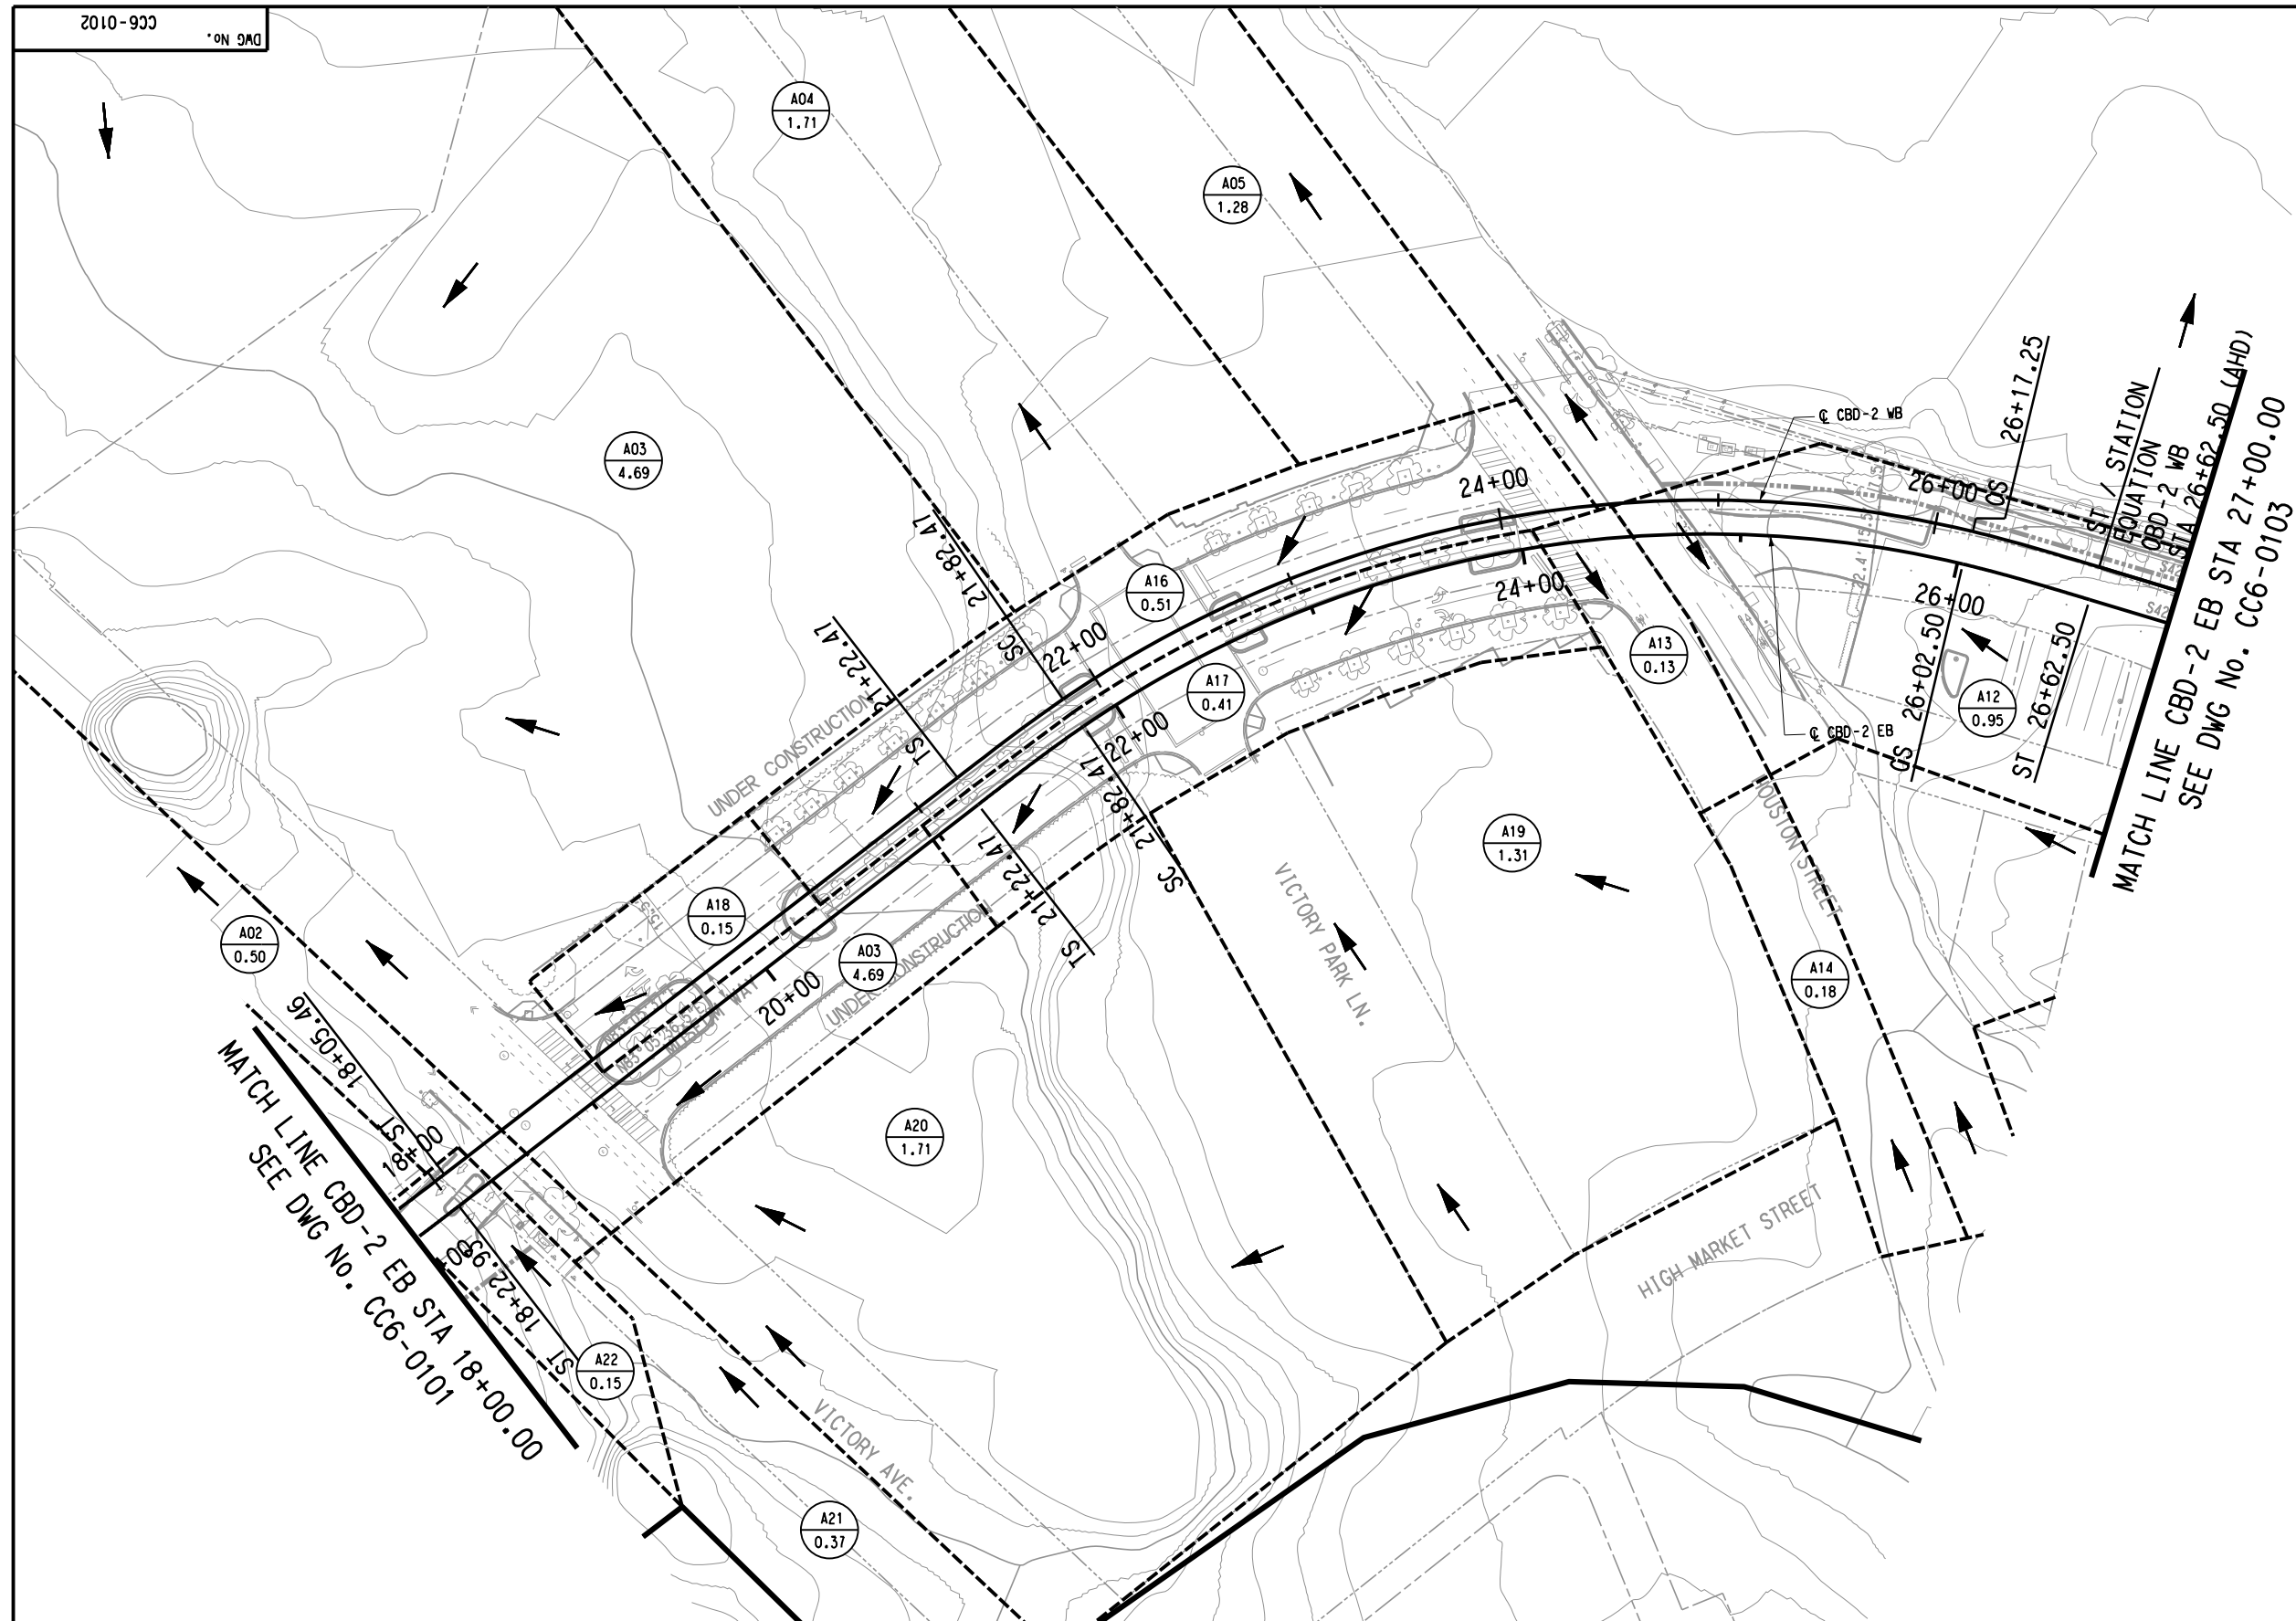 DWG No.
CC6-0102
A04
1.71
A05
1.28
A03
4.69
℄ CBD-2 WB
26+17.25
CS
26+00
ST / STATION
EQUATION
CBD-2 WB
STA 26+62.50 (AHD)
MATCH LINE CBD-2 EB STA 27+00.00
SEE DWG No. CC6-0103
24+00
24+00
21+82.47
SC
22+00
A16
0.51
A17
0.41
22+00
21+82.47
SC
21+22.47
TS
21+22.47
TS
UNDER CONSTRUCTION
UNDER CONSTRUCTION
A13
0.13
26+00
26+02.50
CS
A12
0.95
26+62.50
ST
℄ CBD-2 EB
HOUSTON STREET
A19
1.31
VICTORY PARK LN.
A14
0.18
A18
0.15
A03
4.69
20+00
A02
0.50
A20
1.71
18+05.46
ST
18+00
MATCH LINE CBD-2 EB STA 18+00.00
SEE DWG No. CC6-0101
18+22.93
ST
A22
0.15
HIGH MARKET STREET
VICTORY AVE.
A21
0.37